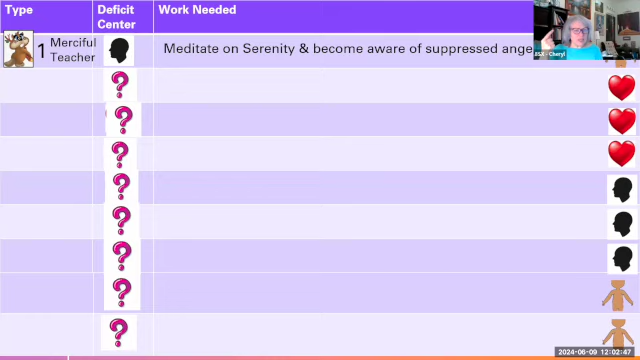 Type
Deficit Center
Work Needed
1 Merciful Teacher
Meditate on Serenity & become aware of suppressed ange
?
?
?
?
?
?
?
?
Cheryl
2024-06-09 12:02:47